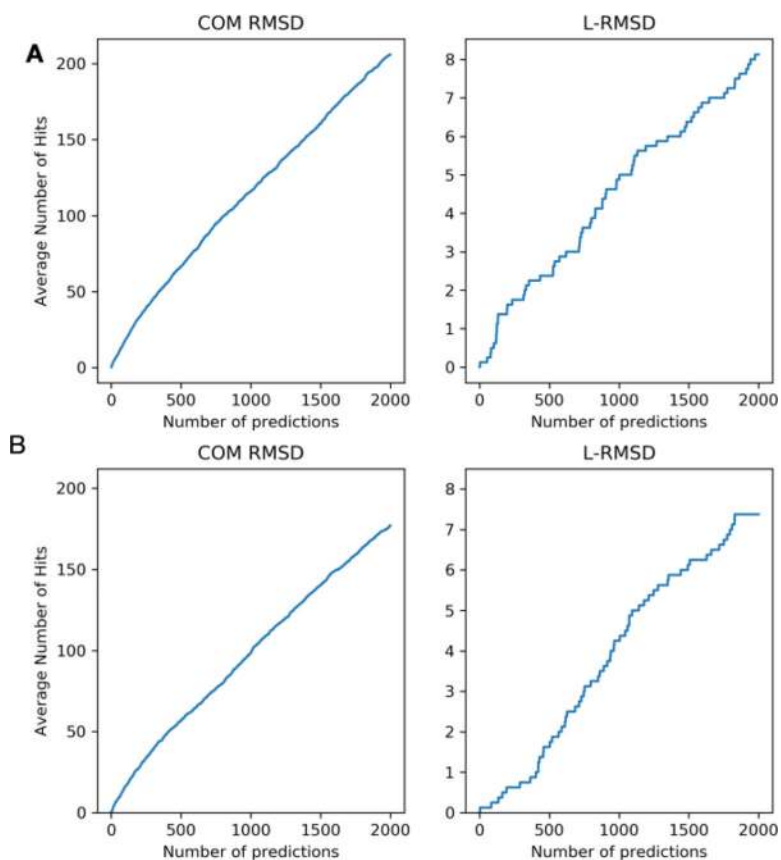 A
COM RMSD
L-RMSD
Average Number of Hits
200
150
100
50
0
8
7
6
5
4
3
2
1
0
0 500 1000 1500 2000
0 500 1000 1500 2000
Number of predictions
Number of predictions
B
COM RMSD
L-RMSD
Average Number of Hits
200
150
100
50
0
8
7
6
5
4
3
2
1
0
0 500 1000 1500 2000
0 500 1000 1500 2000
Number of predictions
Number of predictions